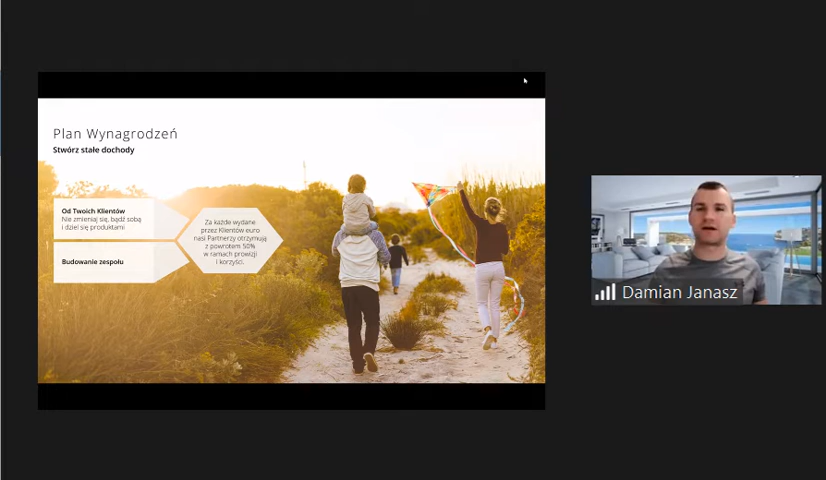 Plan Wynagrodzeń
Stwórz stałe dochody
Od Twoich Klientów
Nie zmieniaj się, bądź sobą
i dziel się produktami
Budowanie zespołu
Za każde wydane
przez Klientów euro
nasi Partnerzy otrzymują
z powrotem 50%
w ramach prowizji
i korzyści.
Damian Janasz